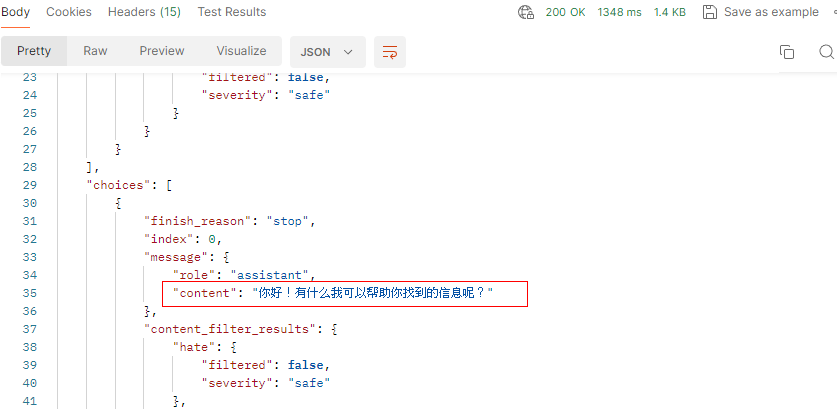 Body Cookies Headers (15) Test Results 200 OK 1348 ms 1.4 KB Save as example
Pretty Raw Preview Visualize JSON
23 "filtered": false,
24 "severity": "safe"
25 }
26 }
27 }
28 ],
29 "choices": [
30 {
31 "finish_reason": "stop",
32 "index": 0,
33 "message": {
34 "role": "assistant",
35 "content": "你好！有什么我可以帮助你找到的信息呢？"
36 },
37 "content_filter_results": {
38 "hate": {
39 "filtered": false,
40 "severity": "safe"
41 },